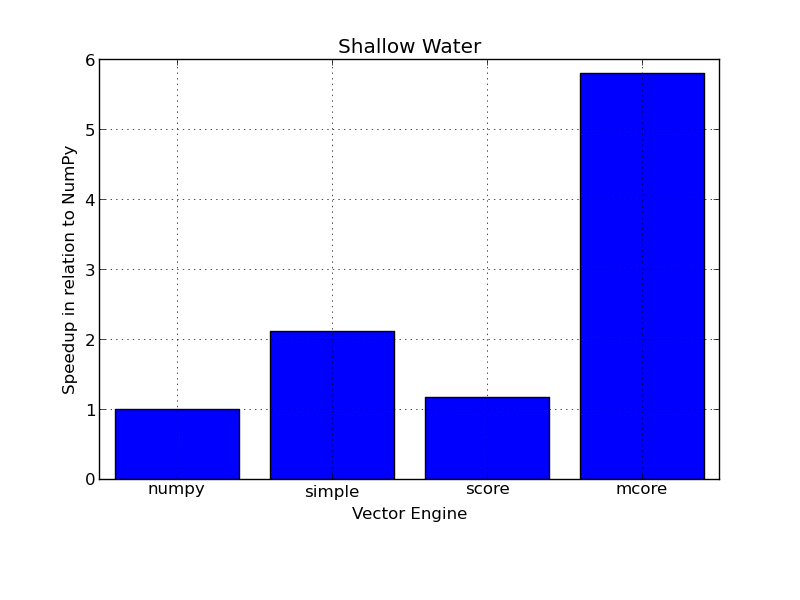 Shallow Water
6
5
4
3
2
1
0
Speedup in relation to NumPy
numpy simple score mcore
Vector Engine